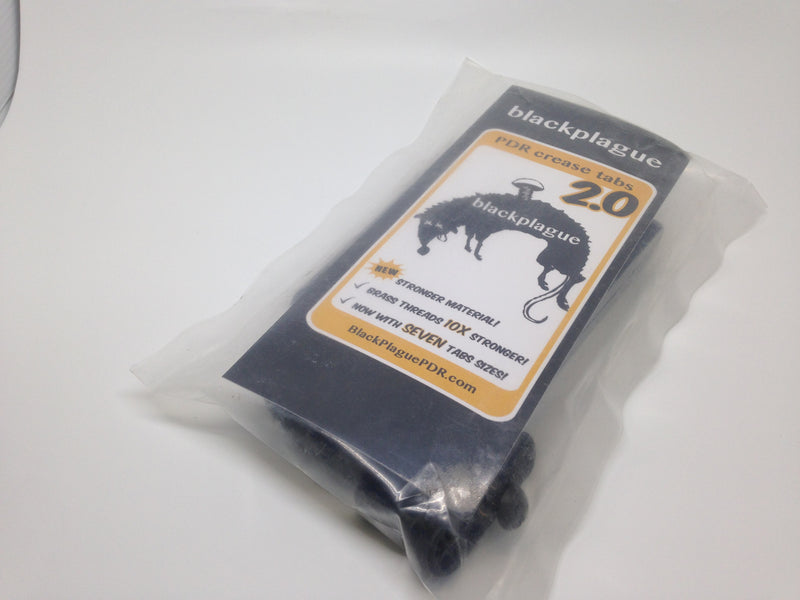 blackplague
PDR crease tabs
2.0
blackplague
NEW STRONGER MATERIAL!
✓ BRASS THREADS 10X STRONGER!
✓ NOW WITH SEVEN TABS SIZES!
BlackPlaguePDR.com